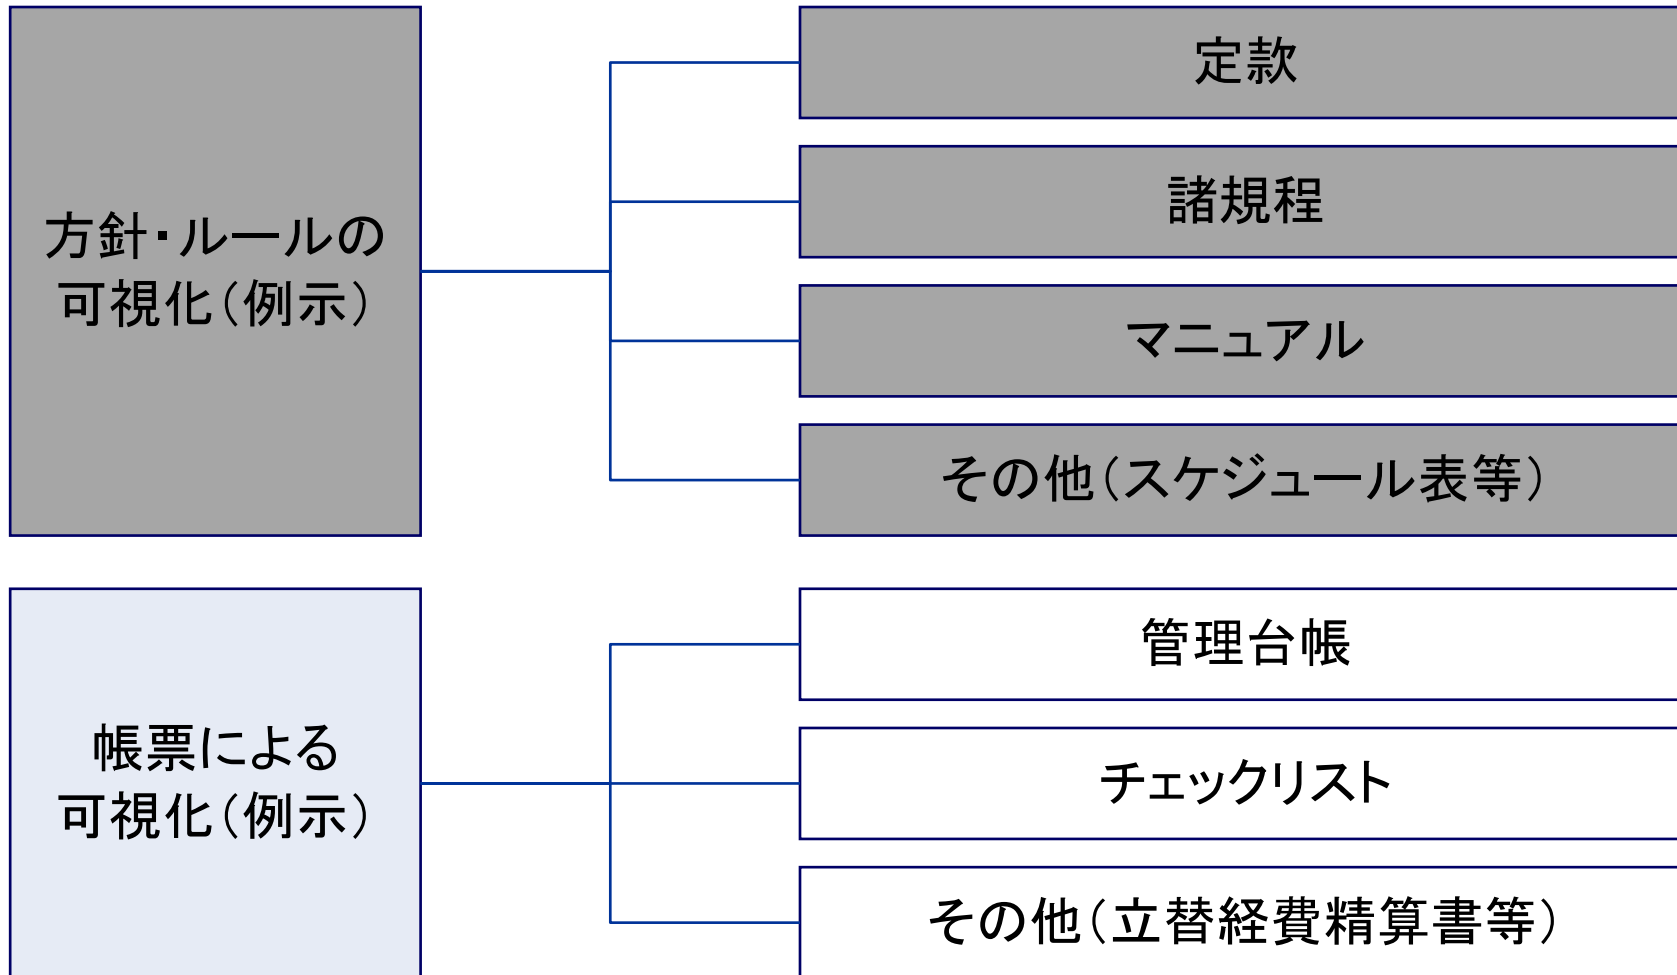 方針・ルールの
可視化（例示）
定款
諸規程
マニュアル
その他（スケジュール表等）
帳票による
可視化（例示）
管理台帳
チェックリスト
その他（立替経費精算書等）